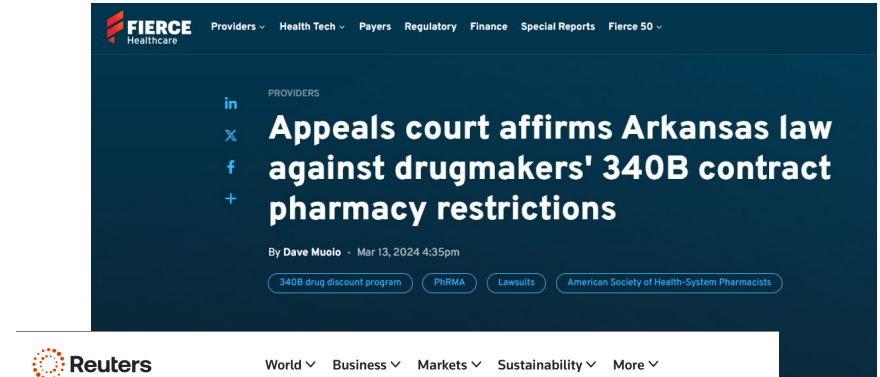 FIERCE
Healthcare
Providers Health Tech Payers Regulatory Finance Special Reports Fierce 50
PROVIDERS
Appeals court affirms Arkansas law
against drugmakers' 340B contract
pharmacy restrictions
By Dave Muoio · Mar 13, 2024 4:35pm
340B drug discount program PhRMA Lawsuits American Society of Health-System Pharmacists
Reuters World Business Markets Sustainability More